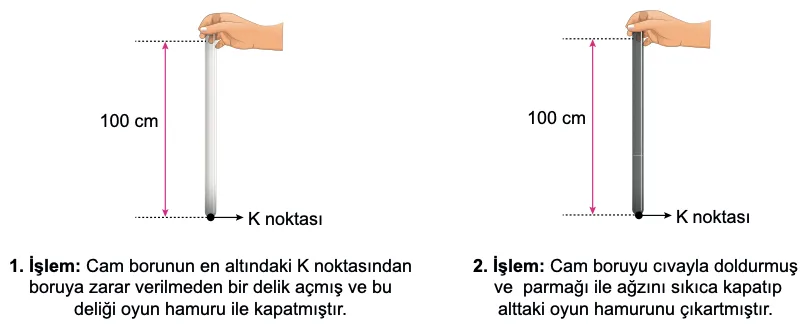 100 cm
K noktası
1. İşlem: Cam borunun en altındaki K noktasından
boruya zarar verilmeden bir delik açmış ve bu
deliği oyun hamuru ile kapatmıştır.
100 cm
K noktası
2. İşlem: Cam boruyu cıvayla doldurmuş
ve parmağı ile ağzını sıkica kapatıp
alttaki oyun hamurunu çıkartmıştır.